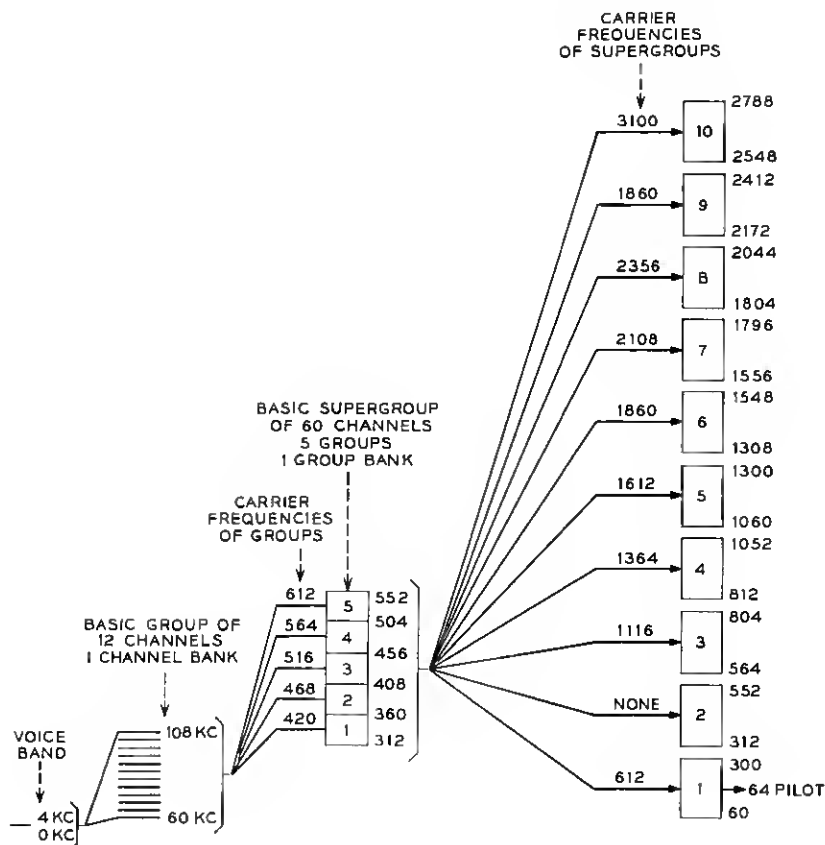 CARRIER
FREQUENCIES
OF SUPERGROUPS
3100
10
2788
2548
1860
9
2412
2172
2356
8
2044
1804
2108
7
1796
1556
1860
6
1548
1308
1612
5
1300
1060
1364
4
1052
812
1116
3
804
564
NONE
2
552
312
612
1
300
60
64 PILOT
BASIC SUPERGROUP
OF 60 CHANNELS
5 GROUPS
1 GROUP BANK
CARRIER
FREQUENCIES
OF GROUPS
612
5
552
564
4
504
516
3
456
468
2
408
420
1
360
312
BASIC GROUP OF
12 CHANNELS
1 CHANNEL BANK
108 KC
60 KC
VOICE
BAND
4 KC
0 KC